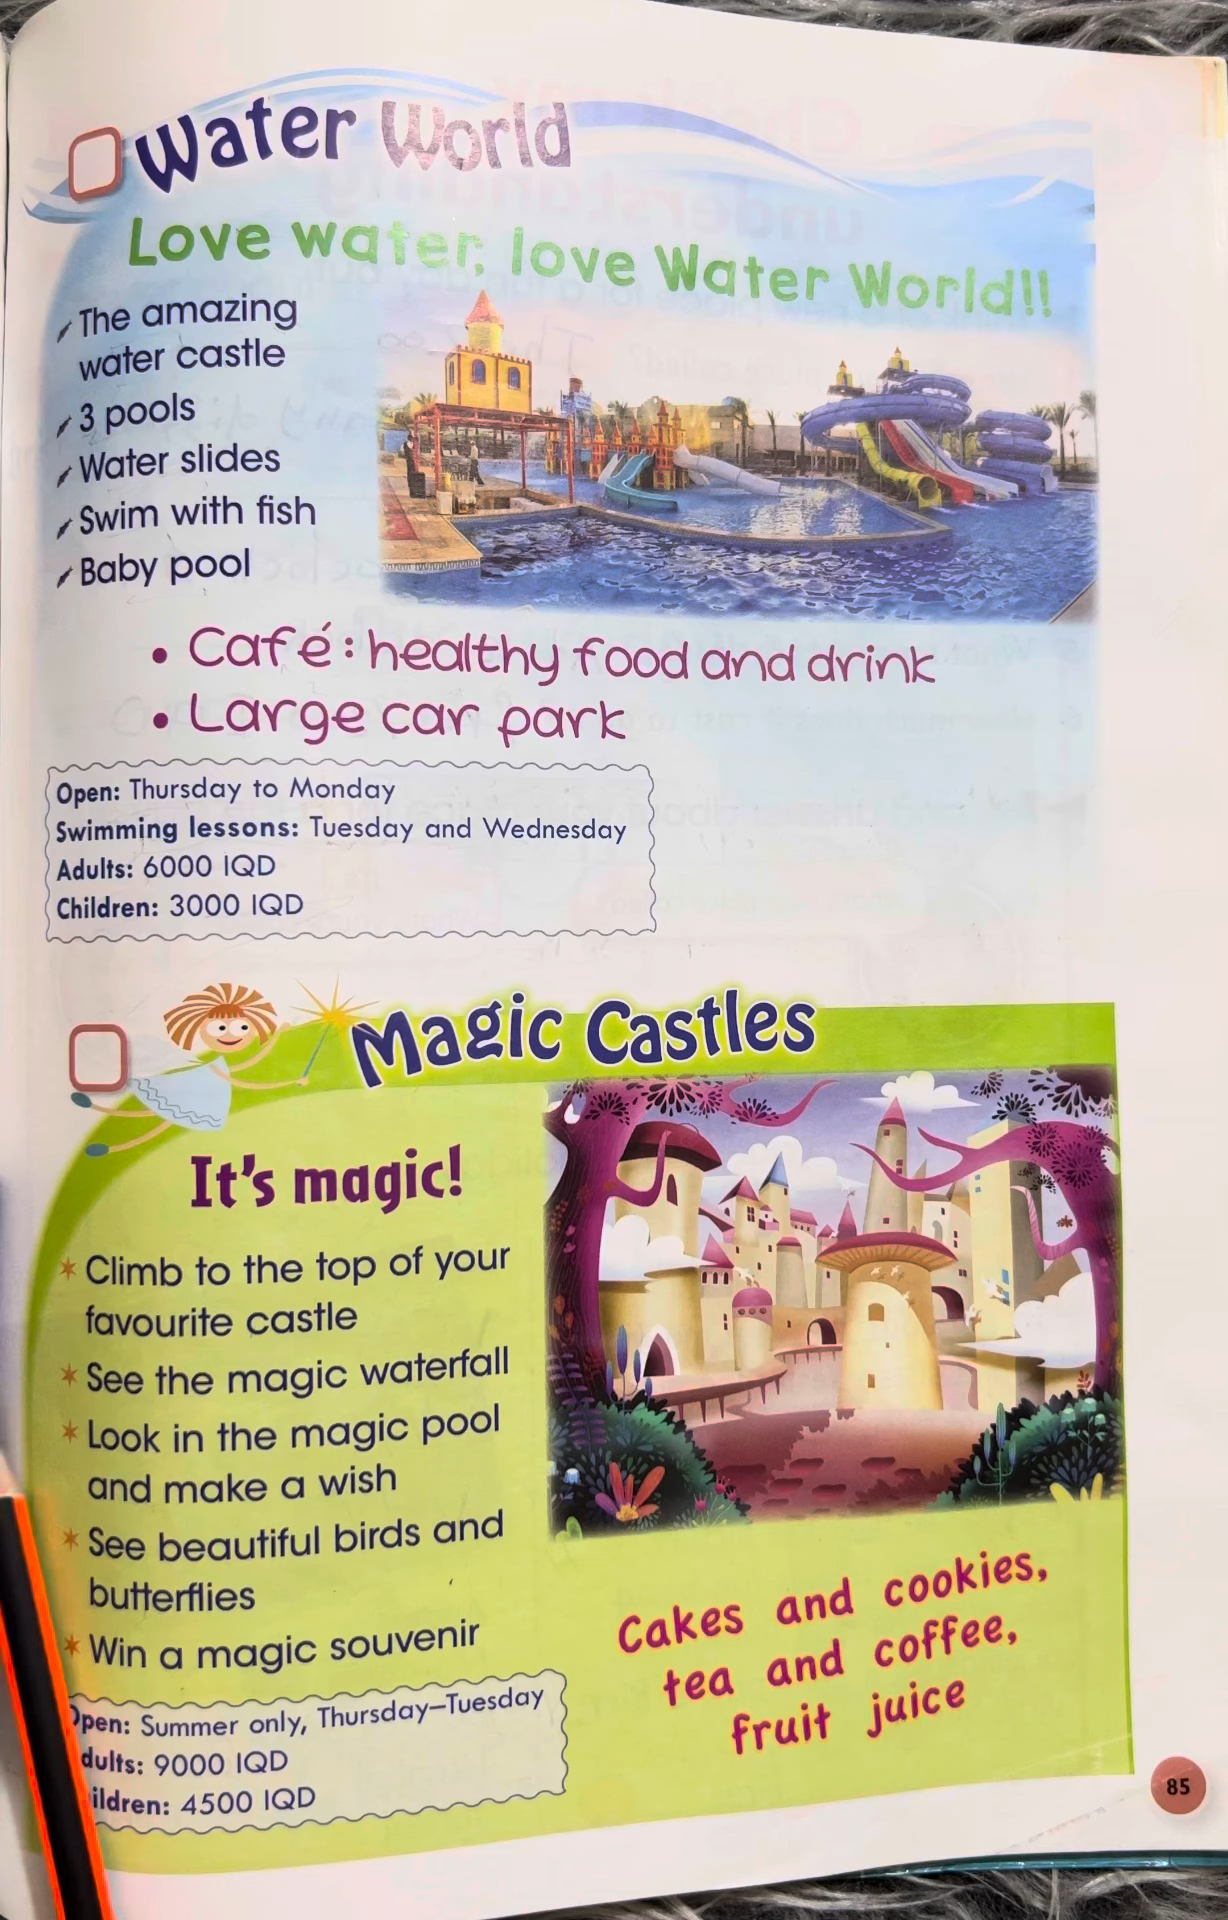 Water World
Love water, love Water World!!
The amazing
water castle
3 pools
Water slides
Swim with fish
Baby pool
• Café: healthy food and drink
• Large car park
Open: Thursday to Monday
Swimming lessons: Tuesday and Wednesday
Adults: 6000 IQD
Children: 3000 IQD
Magic Castles
It's magic!
Climb to the top of your
favourite castle
See the magic waterfall
Look in the magic pool
and make a wish
See beautiful birds and
butterflies
Win a magic souvenir
Cakes and cookies,
tea and coffee,
fruit juice
pen: Summer only, Thursday–Tuesday
dults: 9000 IQD
ildren: 4500 IQD
85